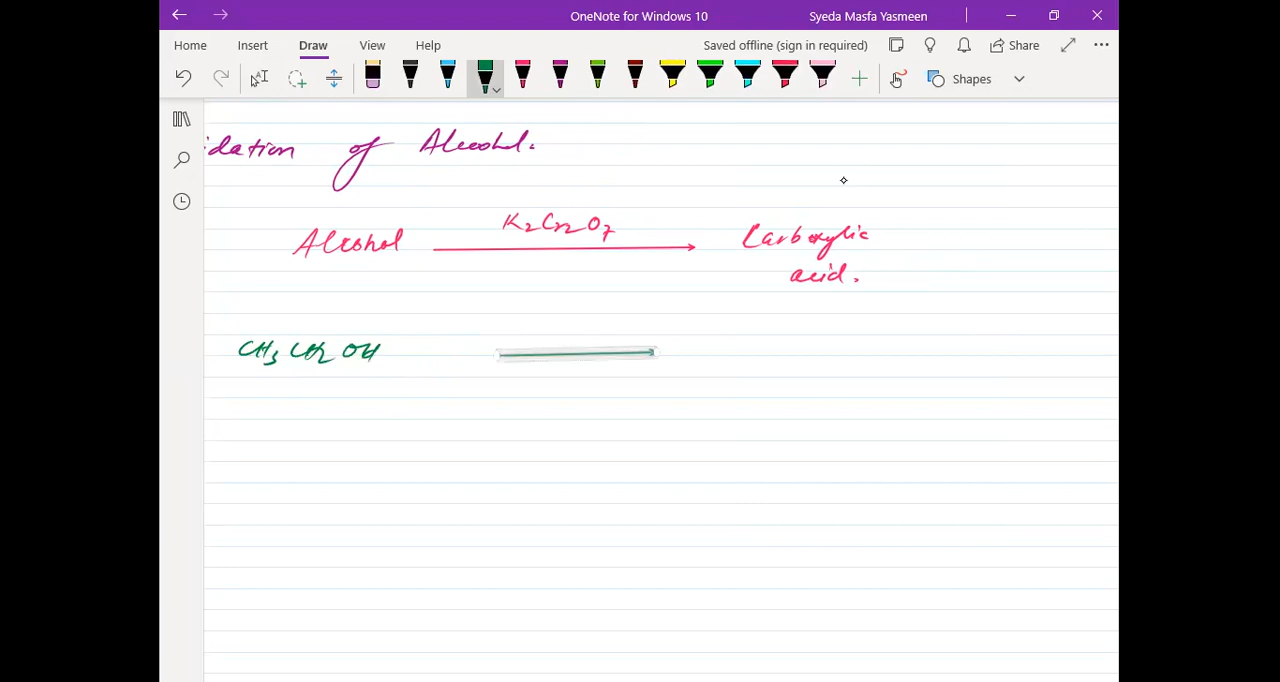 OneNote for Windows 10
Syeda Masfa Yasmeen
Home Insert Draw View Help
Saved offline (sign in required)
Share
Shapes
idation of Alcohol.
K2Cr2O7
Alcohol
Carboxylic
acid.
CH3 CH2 OH